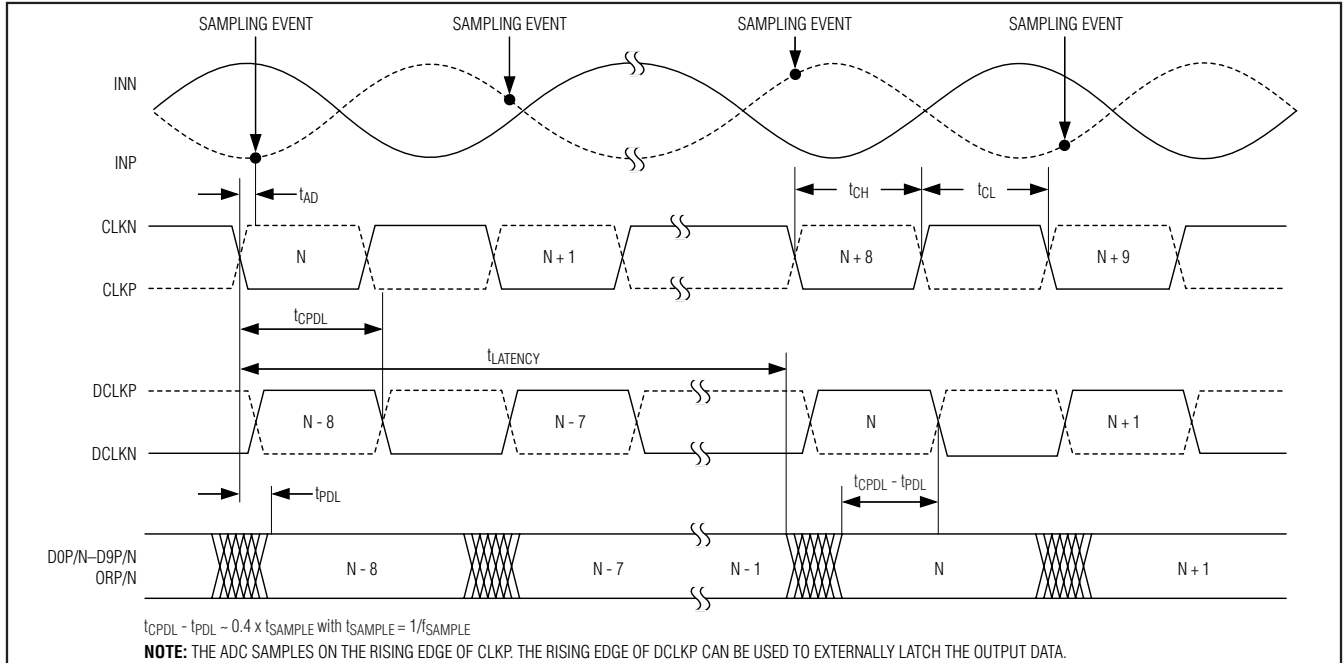 SAMPLING EVENT SAMPLING EVENT SAMPLING EVENT SAMPLING EVENT
INN
INP
tAD tCH tCL
CLKN
N N + 1 N + 8 N + 9
CLKP
tCPDL
tLATENCY
DCLKP
N - 8 N - 7 N N + 1
DCLKN
tPDL tCPDL - tPDL
D0P/N–D9P/N
ORP/N
N - 8 N - 7 N - 1 N N + 1
tCPDL - tPDL ~ 0.4 x tSAMPLE with tSAMPLE = 1/fSAMPLE
NOTE: THE ADC SAMPLES ON THE RISING EDGE OF CLKP. THE RISING EDGE OF DCLKP CAN BE USED TO EXTERNALLY LATCH THE OUTPUT DATA.